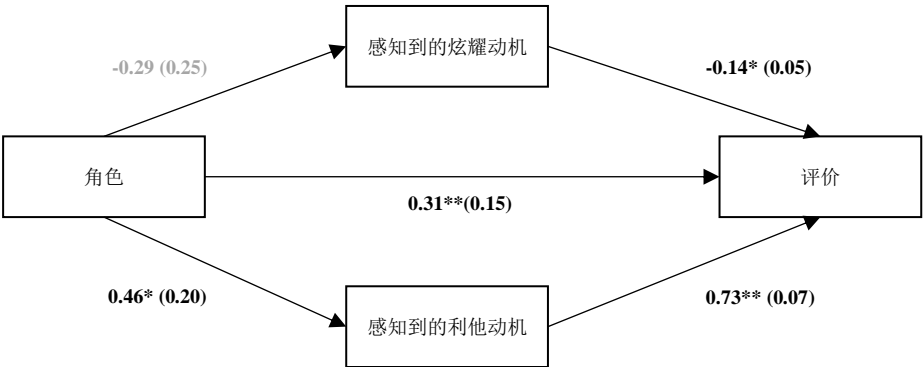 感知到的炫耀动机
-0.29 (0.25)
-0.14* (0.05)
角色
评价
0.31**(0.15)
0.46* (0.20)
0.73** (0.07)
感知到的利他动机